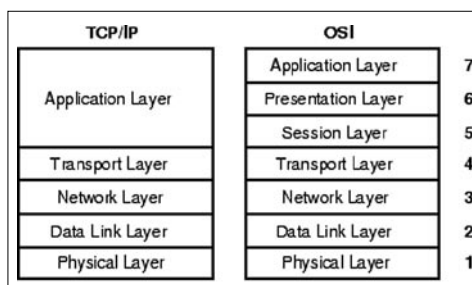 TCP/IP OSI
Application Layer 7
Application Layer Presentation Layer 6
Session Layer 5
Transport Layer Transport Layer 4
Network Layer Network Layer 3
Data Link Layer Data Link Layer 2
Physical Layer Physical Layer 1